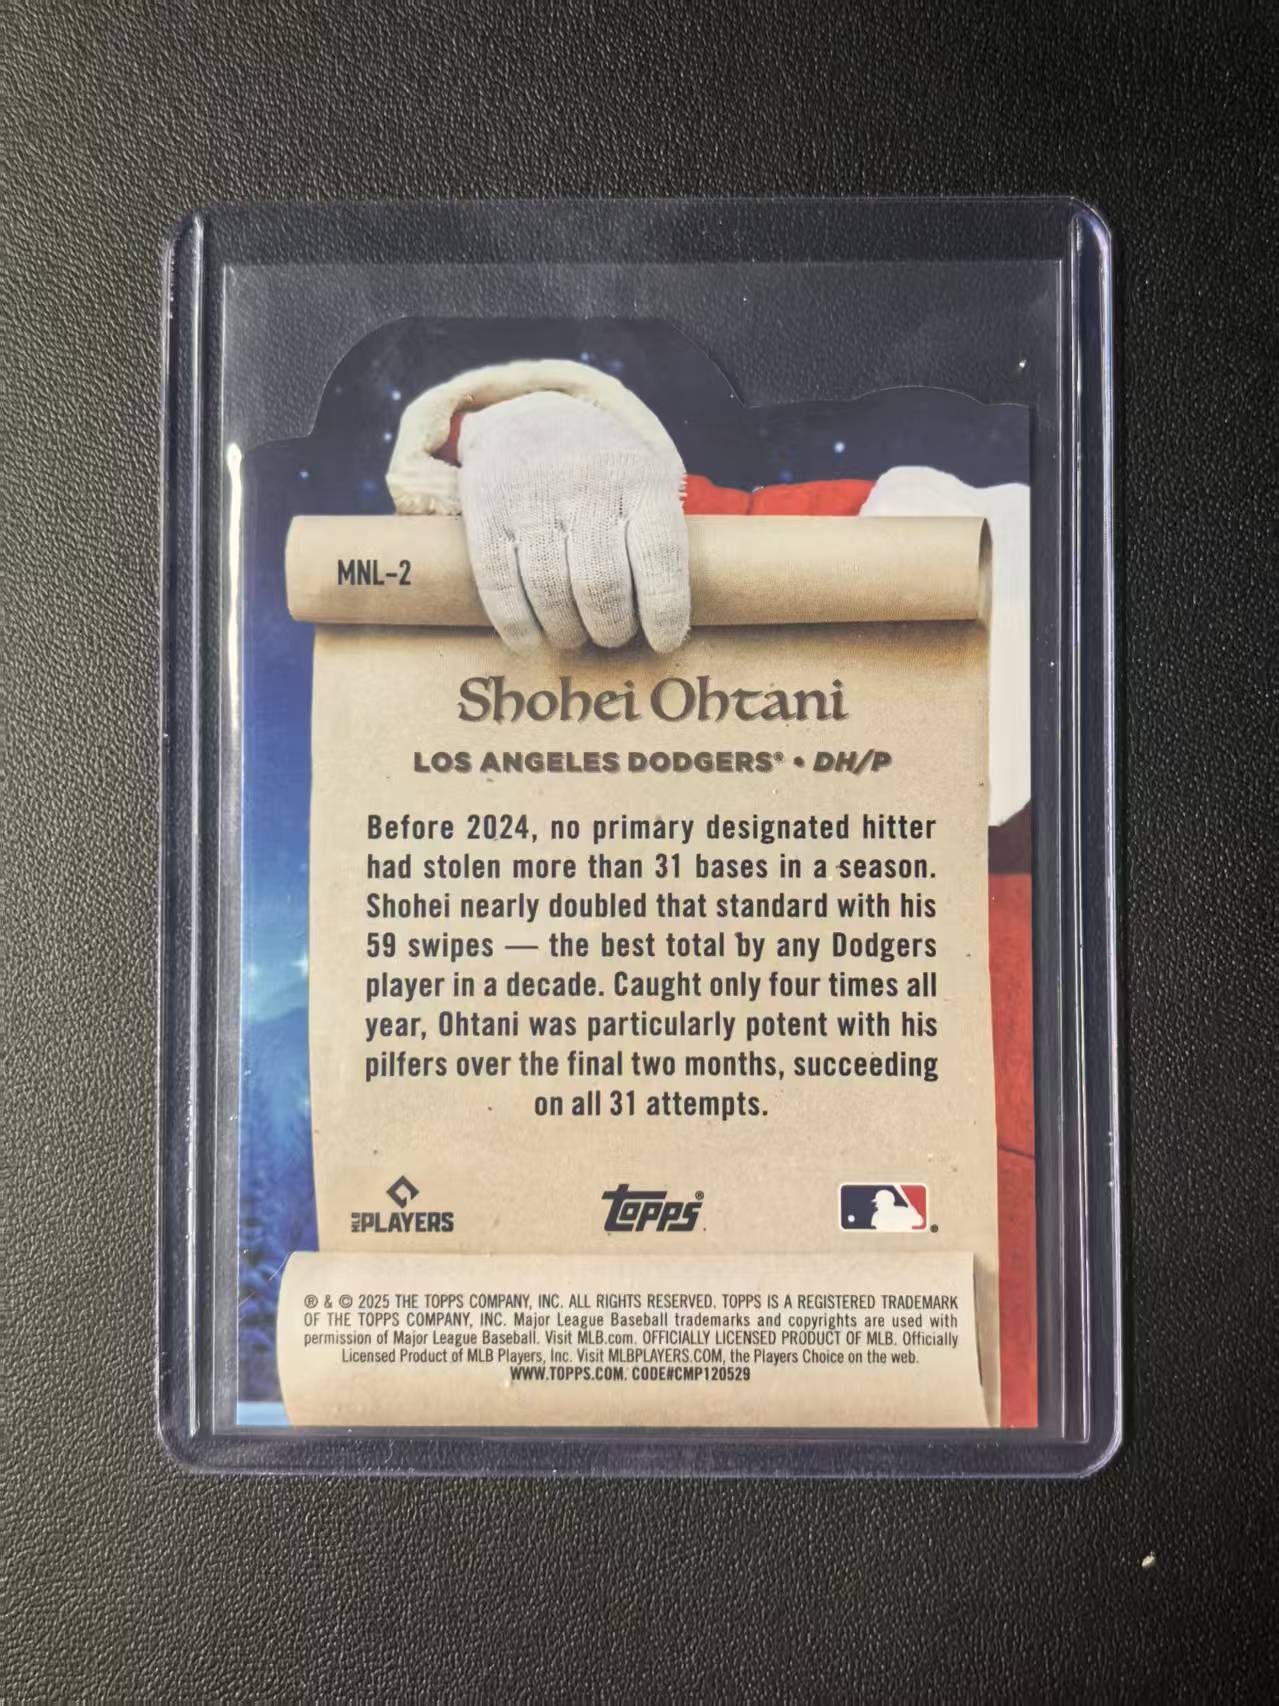 MNL-2
Shohei Ohtani
LOS ANGELES DODGERS® • DH/P
Before 2024, no primary designated hitter
had stolen more than 31 bases in a season.
Shohei nearly doubled that standard with his
59 swipes — the best total by any Dodgers
player in a decade. Caught only four times all
year, Ohtani was particularly potent with his
pilfers over the final two months, succeeding
on all 31 attempts.
MLB PLAYERS
Topps®
®
® & © 2025 THE TOPPS COMPANY, INC. ALL RIGHTS RESERVED. TOPPS IS A REGISTERED TRADEMARK
OF THE TOPPS COMPANY, INC. Major League Baseball trademarks and copyrights are used with
permission of Major League Baseball. Visit MLB.com. OFFICIALLY LICENSED PRODUCT OF MLB. Officially
Licensed Product of MLB Players, Inc. Visit MLBPLAYERS.COM, the Players Choice on the web.
WWW.TOPPS.COM. CODE#CMP120529